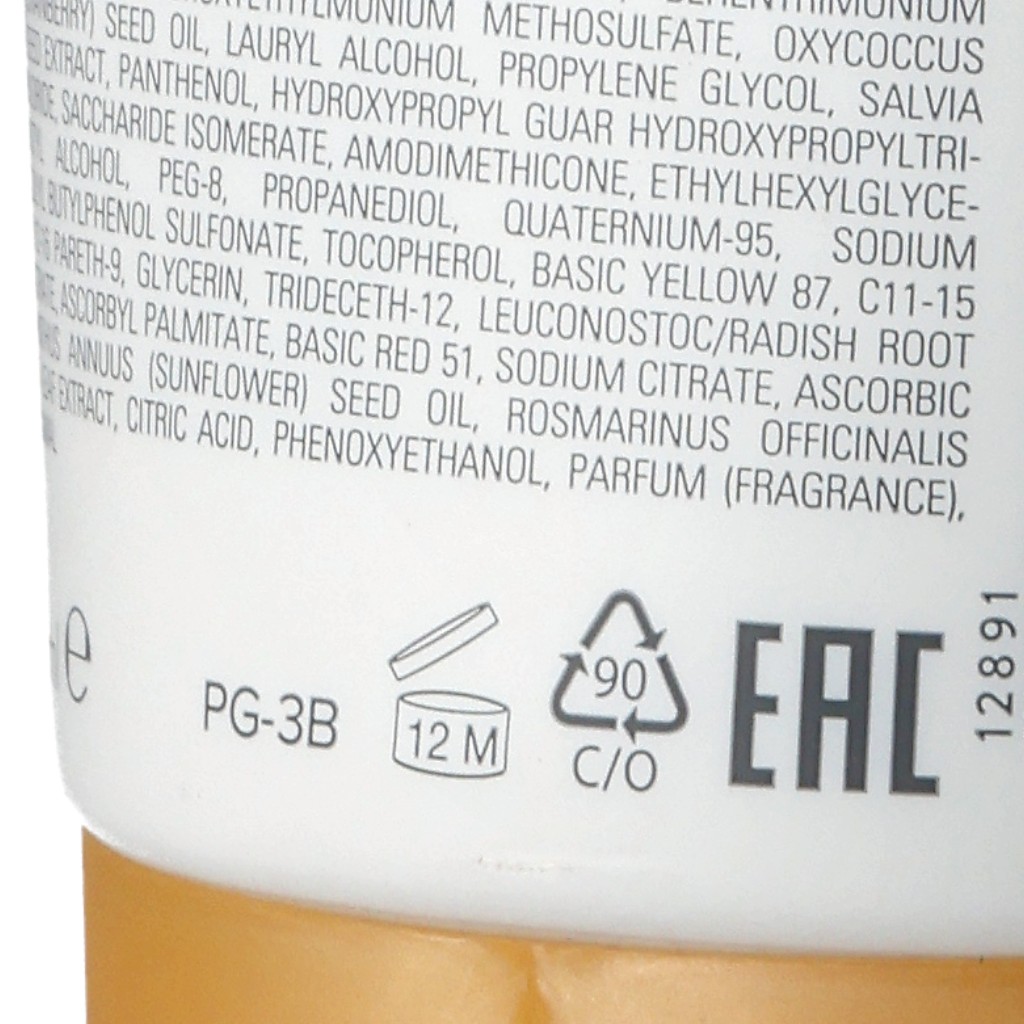 METHOSULFATE, OXYCOCCUS
SEED OIL, LAURYL ALCOHOL, PROPYLENE GLYCOL, SALVIA
EXTRACT, PANTHENOL, HYDROXYPROPYL GUAR HYDROXYPROPYLTRI-
SACCHARIDE ISOMERATE, AMODIMETHICONE, ETHYLHEXYLGLYCE-
ALCOHOL, PEG-8, PROPANEDIOL, QUATERNIUM-95, SODIUM
BUTYLPHENOL SULFONATE, TOCOPHEROL, BASIC YELLOW 87, C11-15
PARETH-9, GLYCERIN, TRIDECETH-12, LEUCONOSTOC/RADISH ROOT
ASCORBYL PALMITATE, BASIC RED 51, SODIUM CITRATE, ASCORBIC
ANNUUS (SUNFLOWER) SEED OIL, ROSMARINUS OFFICINALIS
EXTRACT, CITRIC ACID, PHENOXYETHANOL, PARFUM (FRAGRANCE),
e
PG-3B
12 M
90
C/O
EAC
12891